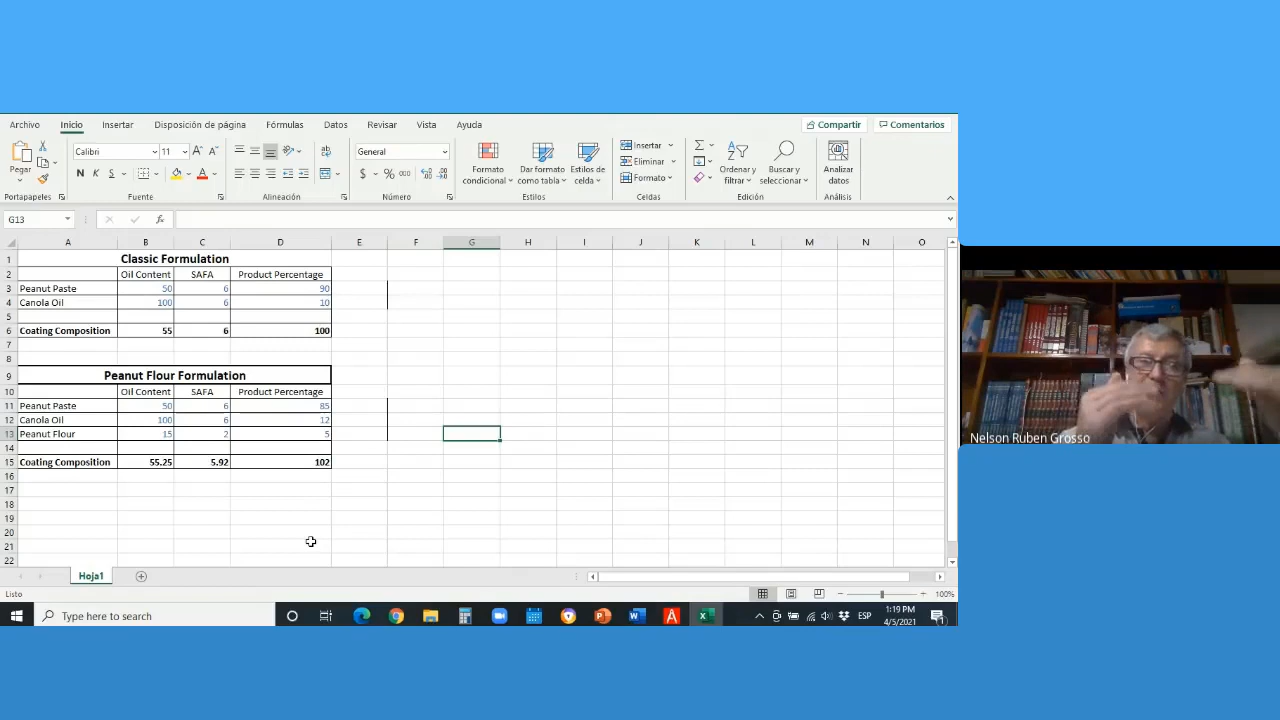 Archivo Inicio Insertar Disposición de página Fórmulas Datos Revisar Vista Ayuda Compartir Comentarios
Pegar Calibri 11 General Formato condicional Dar formato como tabla Estilos de celda Insertar Eliminar Formato Ordenar y filtrar Buscar y seleccionar Analizar datos
N K S $ % 000
Portapapeles Fuente Alineación Número Estilos Celdas Edición Análisis
G13 fx
A B C D E F G H I J K L M N O
1 Classic Formulation
2 Oil Content SAFA Product Percentage
3 Peanut Paste 50 6 90
4 Canola Oil 100 6 10
5
6 Coating Composition 55 6 100
7
8
9 Peanut Flour Formulation
10 Oil Content SAFA Product Percentage
11 Peanut Paste 50 6 85
12 Canola Oil 100 6 12
13 Peanut Flour 15 2 5
14
15 Coating Composition 55.25 5.92 102
16
17
18
19
20
21
22
Hoja1
Listo 100%
Type here to search ESP 1:19 PM
4/5/2021
Nelson Ruben Grosso